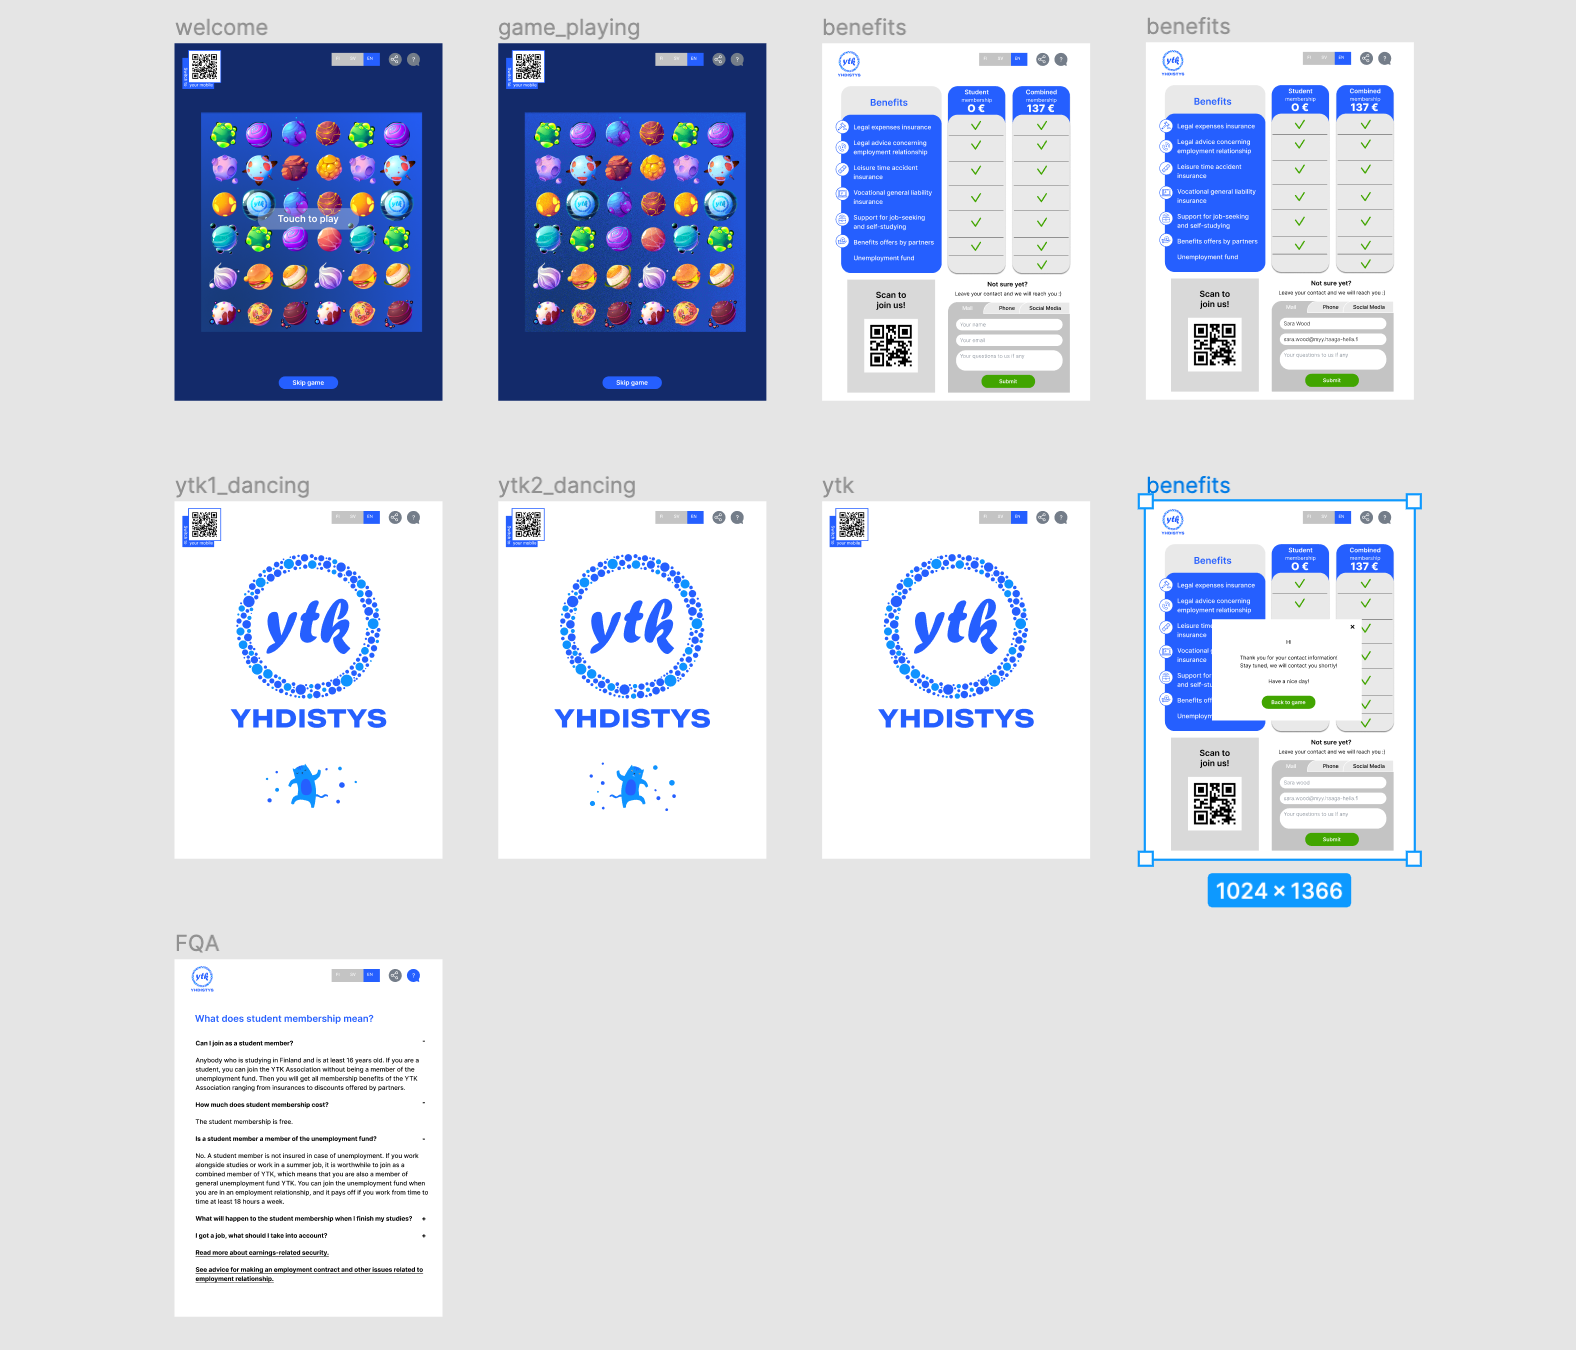 welcome
game_playing
benefits
benefits
your mobile
FI SV EN
?
Touch to play
Skip game
your mobile
FI SV EN
?
Skip game
ytk
YHDISTYS
FI SV EN
?
Benefits
Student
membership
0 €
Combined
membership
137 €
Legal expenses insurance
Legal advice concerning
employment relationship
Leisure time accident
insurance
Vocational general liability
insurance
Support for job-seeking
and self-studying
Benefits offers by partners
Unemployment fund
Scan to
join us!
Not sure yet?
Leave your contact and we will reach you :)
Mail Phone Social Media
Your name
Your email
Your questions to us if any
Submit
ytk
YHDISTYS
FI SV EN
?
Benefits
Student
membership
0 €
Combined
membership
137 €
Legal expenses insurance
Legal advice concerning
employment relationship
Leisure time accident
insurance
Vocational general liability
insurance
Support for job-seeking
and self-studying
Benefits offers by partners
Unemployment fund
Scan to
join us!
Not sure yet?
Leave your contact and we will reach you :)
Mail Phone Social Media
Sara Wood
sara.wood@myy.haaga-helia.fi
Your questions to us if any
Submit
ytk1_dancing
ytk2_dancing
ytk
benefits
your mobile
FI SV EN
?
ytk
YHDISTYS
your mobile
FI SV EN
?
ytk
YHDISTYS
your mobile
FI SV EN
?
ytk
YHDISTYS
ytk
YHDISTYS
FI SV EN
?
Benefits
Student
membership
0 €
Combined
membership
137 €
Legal expenses insurance
Legal advice concerning
employment relationship
Leisure time
insurance
Vocational
insurance
Support for
and self-stu
Benefits off
Unemploym
×
Hi
Thank you for your contact information!
Stay tuned, we will contact you shortly!
Have a nice day!
Back to game
Scan to
join us!
Not sure yet?
Leave your contact and we will reach you :)
Mail Phone Social Media
Sara wood
sara.wood@myy.haaga-helia.fi
Your questions to us if any
Submit
1024 × 1366
FQA
ytk
YHDISTYS
FI SV EN
?
What does student membership mean?
Can I join as a student member? -
Anybody who is studying in Finland and is at least 16 years old. If you are a
student, you can join the YTK Association without being a member of the
unemployment fund. Then you will get all membership benefits of the YTK
Association ranging from insurances to discounts offered by partners.
How much does student membership cost? -
The student membership is free.
Is a student member a member of the unemployment fund? -
No. A student member is not insured in case of unemployment. If you work
alongside studies or work in a summer job, it is worthwhile to join as a
combined member of YTK, which means that you are also a member of
general unemployment fund YTK. You can join the unemployment fund when
you are in an employment relationship, and it pays off if you work from time to
time at least 18 hours a week.
What will happen to the student membership when I finish my studies? +
I got a job, what should I take into account? +
Read more about earnings-related security.
See advice for making an employment contract and other issues related to
employment relationship.